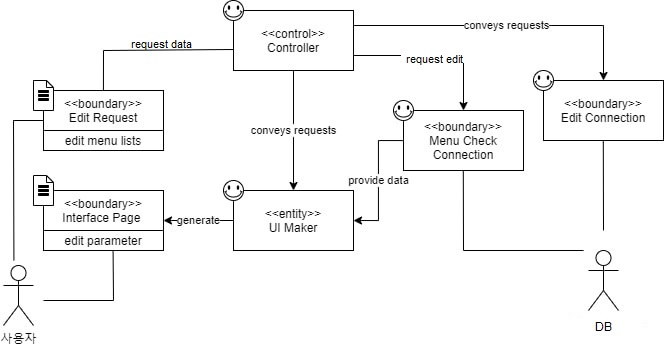 conveys requests
<<control>>
Controller
request data
request edit
<<boundary>>
Edit Request
edit menu lists
<<boundary>>
Edit Connection
<<boundary>>
Menu Check
Connection
conveys requests
provide data
<<boundary>>
Interface Page
edit parameter
generate
<<entity>>
UI Maker
사용자
DB